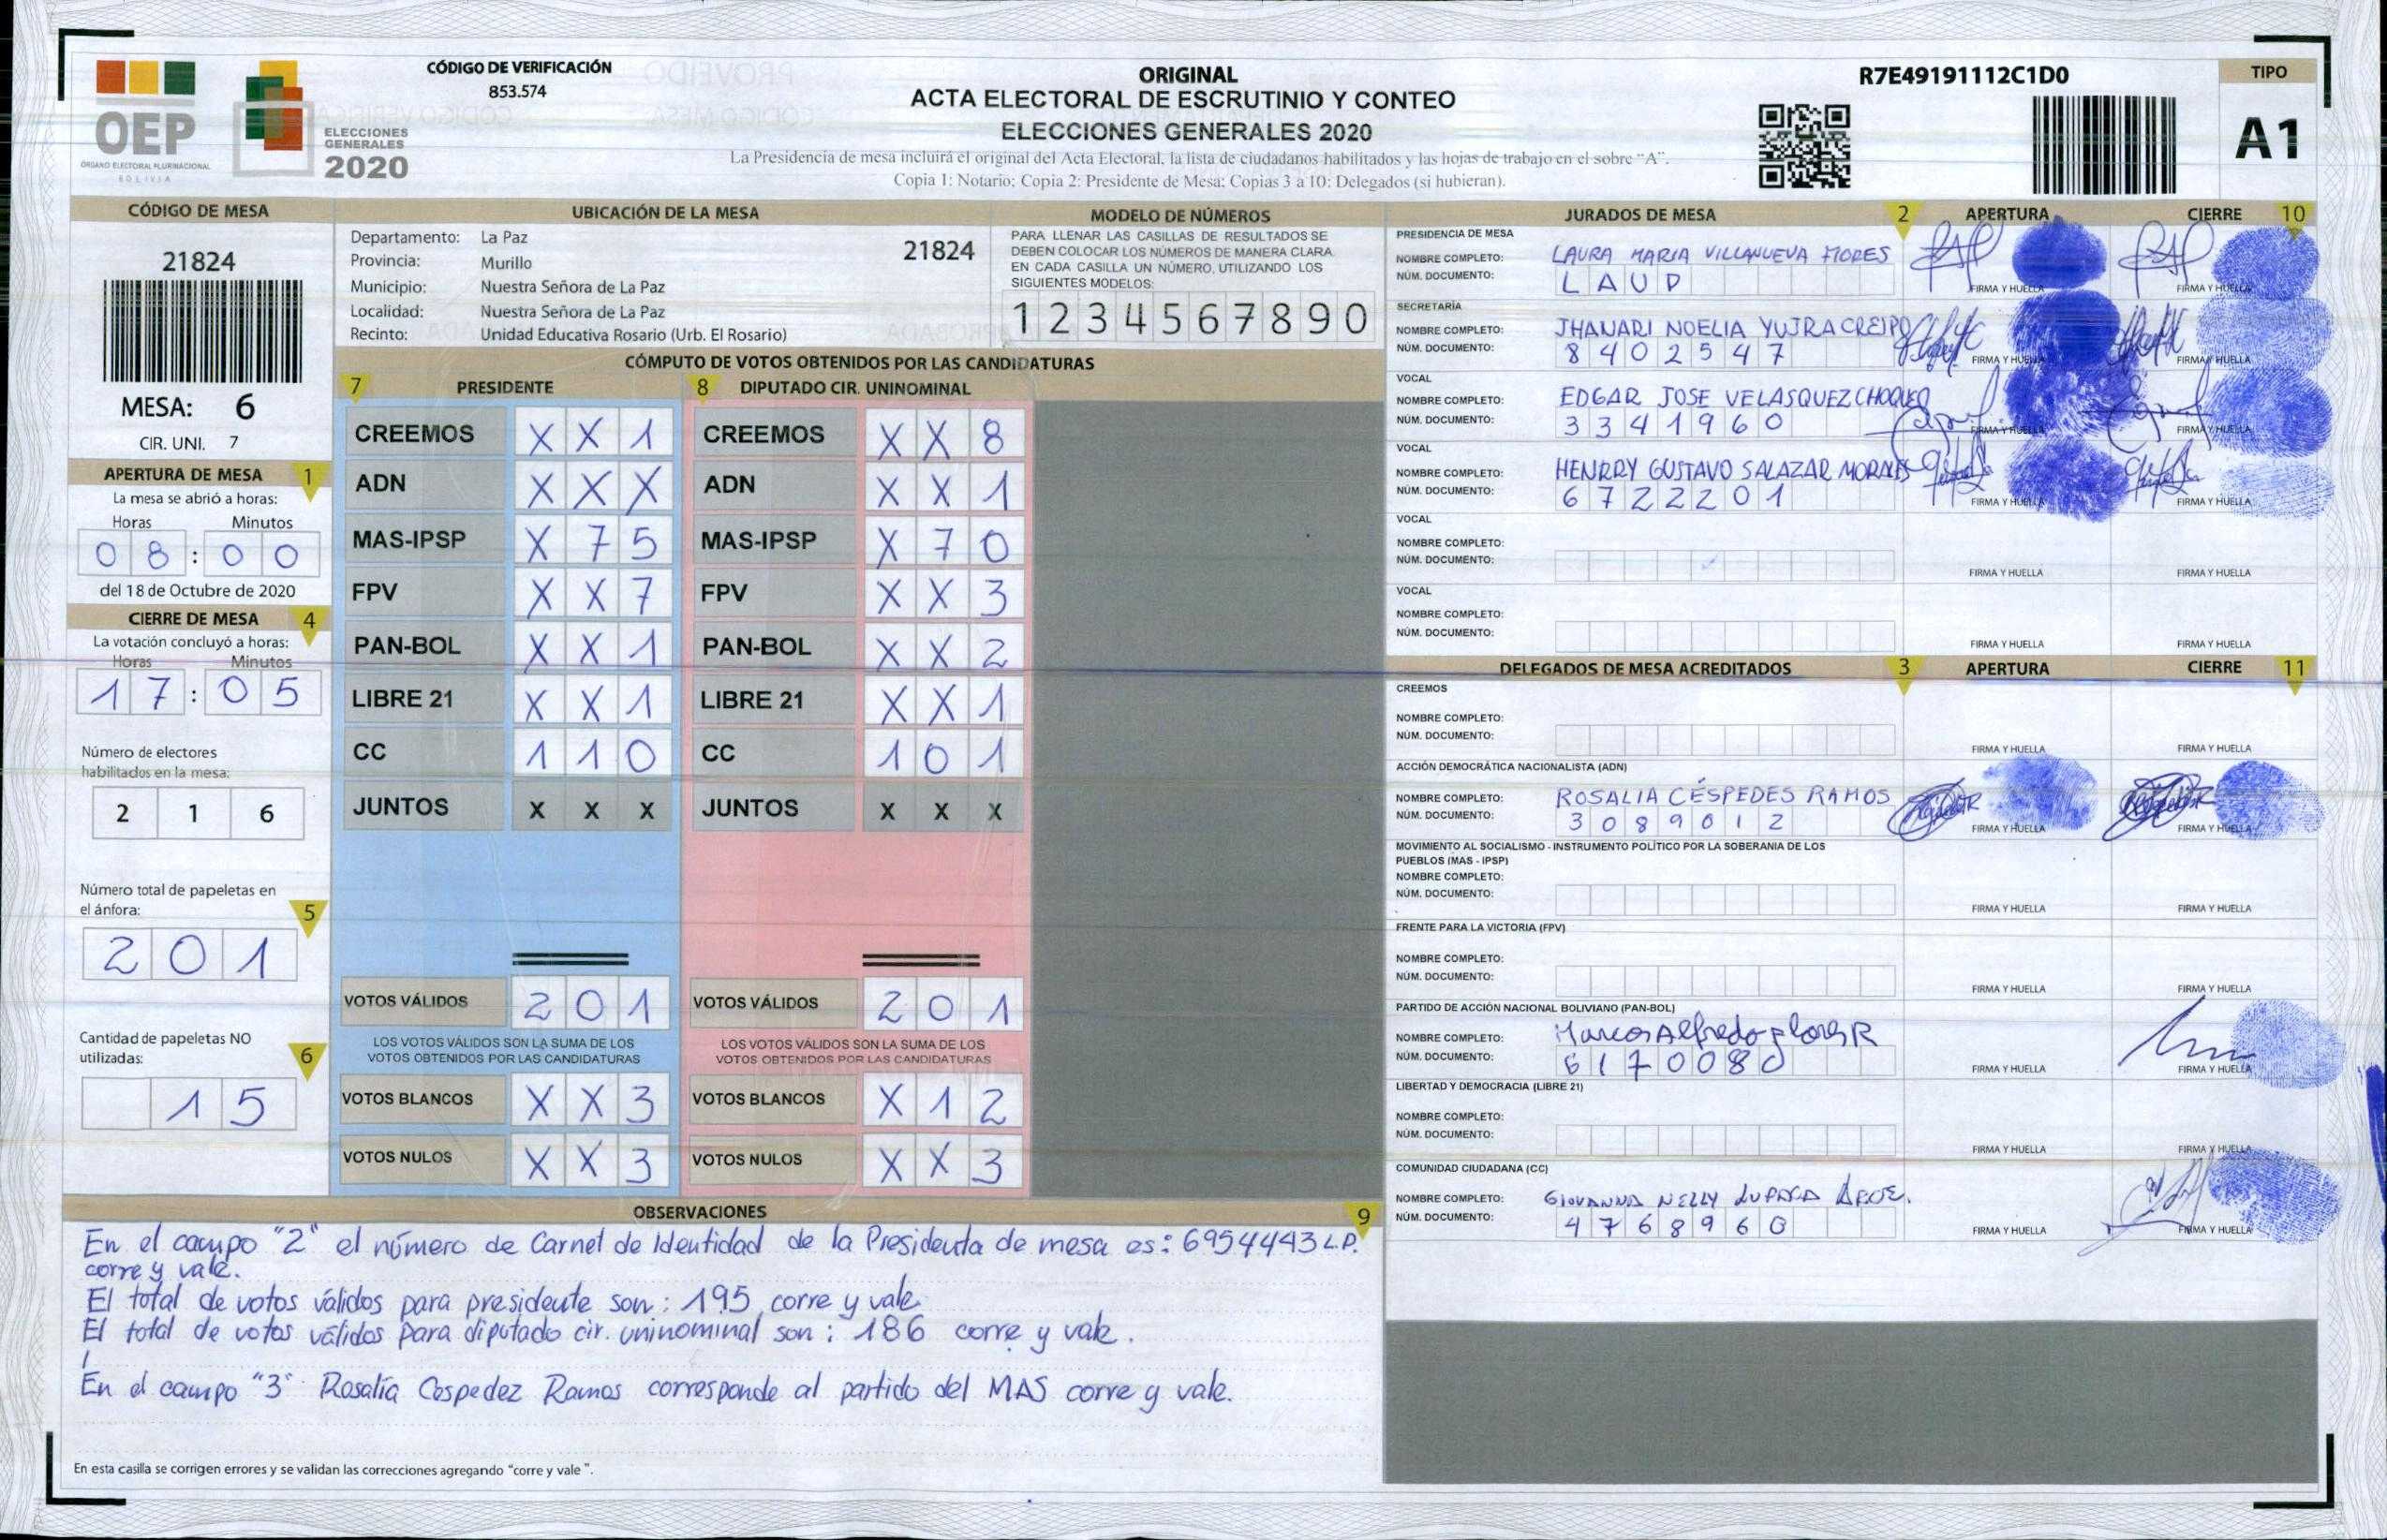 OEP
ÓRGANO ELECTORAL PLURINACIONAL
BOLIVIA
ELECCIONES
GENERALES
2020
CÓDIGO DE VERIFICACIÓN
853.574
ORIGINAL
ACTA ELECTORAL DE ESCRUTINIO Y CONTEO
ELECCIONES GENERALES 2020
La Presidencia de mesa incluirá el original del Acta Electoral, la lista de ciudadanos habilitados y las hojas de trabajo en el sobre "A".
Copia 1: Notario; Copia 2: Presidente de Mesa; Copias 3 a 10: Delegados (si hubieran).
R7E49191112C1D0
TIPO
A1
CÓDIGO DE MESA
21824
MESA: 6
CIR. UNI. 7
APERTURA DE MESA 1
La mesa se abrió a horas:
Horas Minutos
08:00
del 18 de Octubre de 2020
CIERRE DE MESA 4
La votación concluyó a horas:
Horas Minutos
17:05
Número de electores
habilitados en la mesa:
2 1 6
Número total de papeletas en
el ánfora: 5
2 0 1
Cantidad de papeletas NO
utilizadas: 6
1 5
UBICACIÓN DE LA MESA
Departamento: La Paz
21824
Provincia: Murillo
Municipio: Nuestra Señora de La Paz
Localidad: Nuestra Señora de La Paz
Recinto: Unidad Educativa Rosario (Urb. El Rosario)
MODELO DE NÚMEROS
PARA LLENAR LAS CASILLAS DE RESULTADOS SE
DEBEN COLOCAR LOS NÚMEROS DE MANERA CLARA
EN CADA CASILLA UN NÚMERO, UTILIZANDO LOS
SIGUIENTES MODELOS:
1 2 3 4 5 6 7 8 9 0
CÓMPUTO DE VOTOS OBTENIDOS POR LAS CANDIDATURAS
7 PRESIDENTE 8 DIPUTADO CIR. UNINOMINAL
CREEMOS X X 1 CREEMOS X X 8
ADN X X X ADN X X 1
MAS-IPSP X 7 5 MAS-IPSP X 7 0
FPV X X 7 FPV X X 3
PAN-BOL X X 1 PAN-BOL X X 2
LIBRE 21 X X 1 LIBRE 21 X X 1
CC 1 1 0 CC 1 0 1
JUNTOS X X X JUNTOS X X X
VOTOS VÁLIDOS 2 0 1 VOTOS VÁLIDOS 2 0 1
LOS VOTOS VÁLIDOS SON LA SUMA DE LOS LOS VOTOS VÁLIDOS SON LA SUMA DE LOS
VOTOS OBTENIDOS POR LAS CANDIDATURAS VOTOS OBTENIDOS POR LAS CANDIDATURAS
VOTOS BLANCOS X X 3 VOTOS BLANCOS X 1 2
VOTOS NULOS X X 3 VOTOS NULOS X X 3
OBSERVACIONES 9
En el campo "2" el número de Carnet de Identidad de la Presidenta de mesa es: 6954443 L.P.
corre y vale.
El total de votos válidos para presidente son: 195 corre y vale.
El total de votos válidos para diputado cir. uninominal son: 186 corre y vale.
En el campo "3" Rosalía Cespedez Ramos corresponde al partido del MAS corre y vale.
En esta casilla se corrigen errores y se validan las correcciones agregando "corre y vale ".
JURADOS DE MESA 2 APERTURA CIERRE 10
PRESIDENCIA DE MESA
NOMBRE COMPLETO: LAURA MARIA VILLANUEVA FLORES
NÚM. DOCUMENTO: L A U D
FIRMA Y HUELLA FIRMA Y HUELLA
SECRETARÍA
NOMBRE COMPLETO: JHANARI NOELIA YUJRA CREIPO
NÚM. DOCUMENTO: 8 4 0 2 5 4 7
FIRMA Y HUELLA FIRMA Y HUELLA
VOCAL
NOMBRE COMPLETO: EDGAR JOSE VELASQUEZ CHOQUE
NÚM. DOCUMENTO: 3 3 4 1 9 6 0
FIRMA Y HUELLA FIRMA Y HUELLA
VOCAL
NOMBRE COMPLETO: HENRRY GUSTAVO SALAZAR MORALES
NÚM. DOCUMENTO: 6 7 2 2 2 0 1
FIRMA Y HUELLA FIRMA Y HUELLA
VOCAL
NOMBRE COMPLETO:
NÚM. DOCUMENTO:
FIRMA Y HUELLA FIRMA Y HUELLA
VOCAL
NOMBRE COMPLETO:
NÚM. DOCUMENTO:
FIRMA Y HUELLA FIRMA Y HUELLA
DELEGADOS DE MESA ACREDITADOS 3 APERTURA CIERRE 11
CREEMOS
NOMBRE COMPLETO:
NÚM. DOCUMENTO:
FIRMA Y HUELLA FIRMA Y HUELLA
ACCIÓN DEMOCRÁTICA NACIONALISTA (ADN)
NOMBRE COMPLETO: ROSALIA CÉSPEDES RAMOS
NÚM. DOCUMENTO: 3 0 8 9 0 1 2
FIRMA Y HUELLA FIRMA Y HUELLA
MOVIMIENTO AL SOCIALISMO - INSTRUMENTO POLÍTICO POR LA SOBERANIA DE LOS
PUEBLOS (MAS - IPSP)
NOMBRE COMPLETO:
NÚM. DOCUMENTO:
FIRMA Y HUELLA FIRMA Y HUELLA
FRENTE PARA LA VICTORIA (FPV)
NOMBRE COMPLETO:
NÚM. DOCUMENTO:
FIRMA Y HUELLA FIRMA Y HUELLA
PARTIDO DE ACCIÓN NACIONAL BOLIVIANO (PAN-BOL)
NOMBRE COMPLETO: Marcos Alfredo Flores R
NÚM. DOCUMENTO: 6 1 7 0 0 8 0
FIRMA Y HUELLA FIRMA Y HUELLA
LIBERTAD Y DEMOCRACIA (LIBRE 21)
NOMBRE COMPLETO:
NÚM. DOCUMENTO:
FIRMA Y HUELLA FIRMA Y HUELLA
COMUNIDAD CIUDADANA (CC)
NOMBRE COMPLETO: GIOVANNA NELLY LUPACA
NÚM. DOCUMENTO: 4 7 6 8 9 6 0
FIRMA Y HUELLA FIRMA Y HUELLA